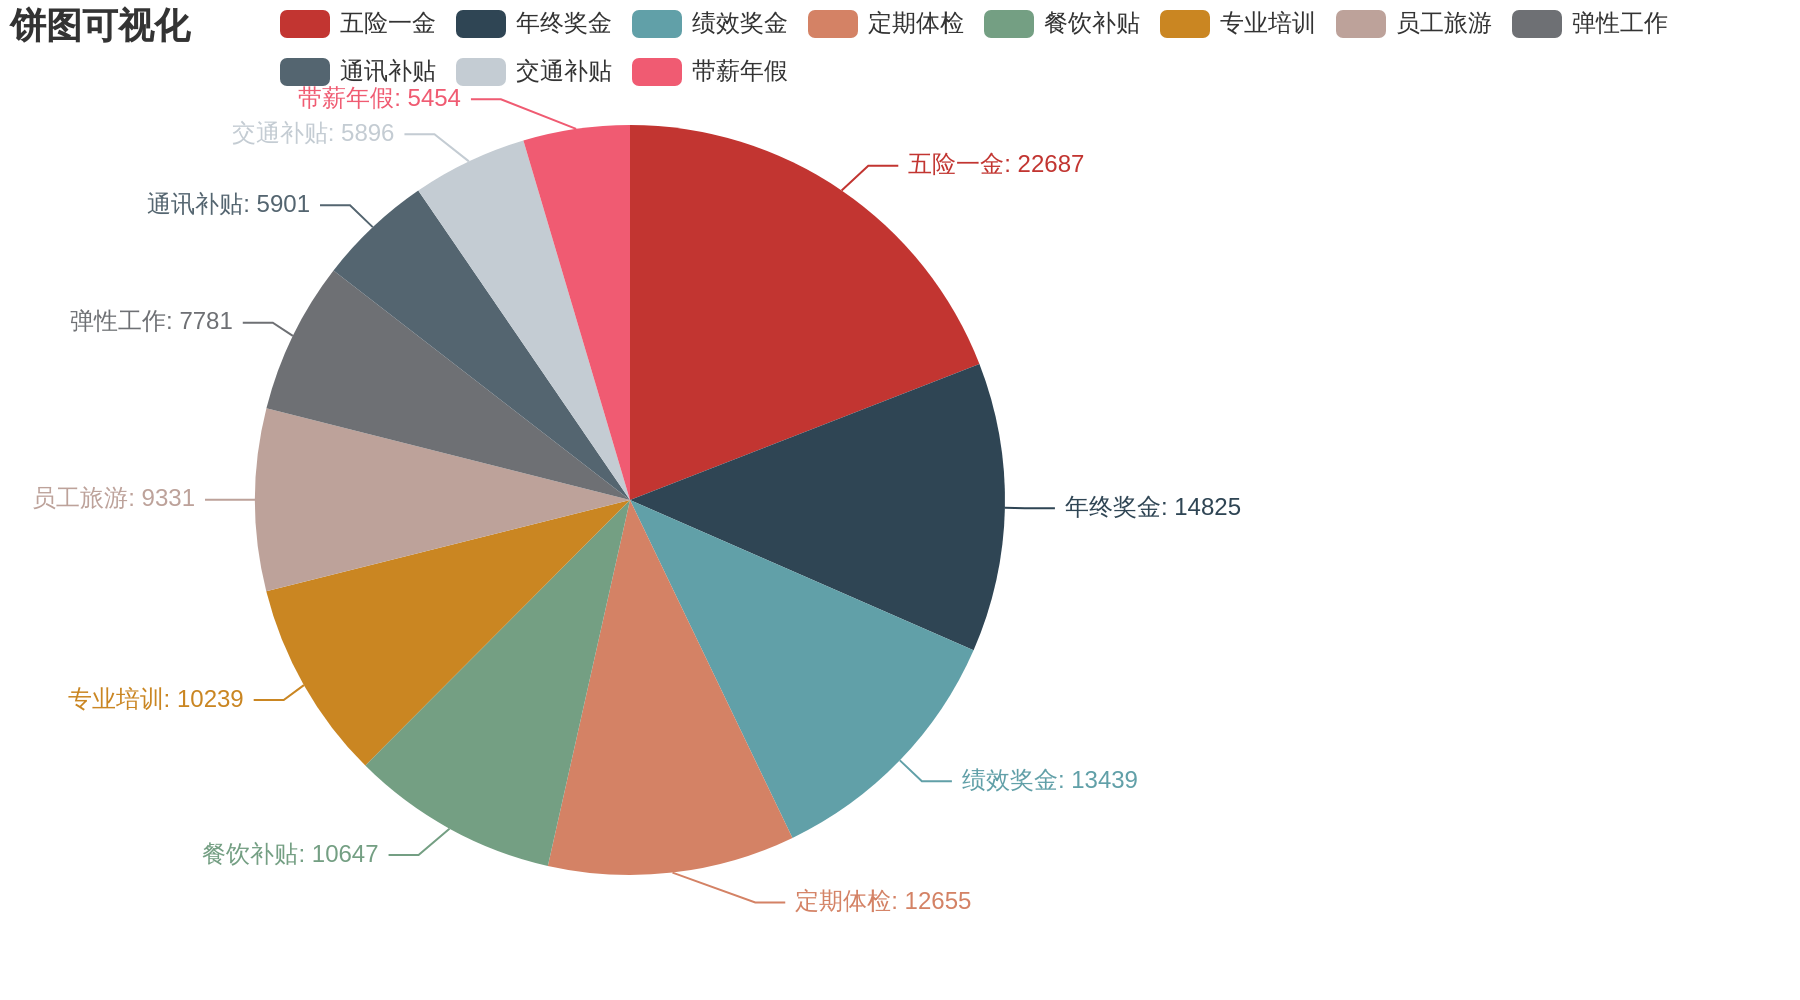 饼图可视化
五险一金 年终奖金 绩效奖金 定期体检 餐饮补贴 专业培训 员工旅游 弹性工作
通讯补贴 交通补贴 带薪年假
带薪年假: 5454
交通补贴: 5896
五险一金: 22687
通讯补贴: 5901
弹性工作: 7781
员工旅游: 9331
年终奖金: 14825
专业培训: 10239
绩效奖金: 13439
餐饮补贴: 10647
定期体检: 12655